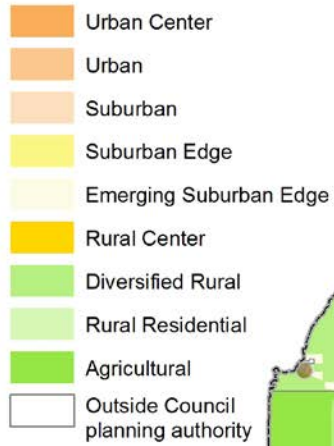 Urban Center
Urban
Suburban
Suburban Edge
Emerging Suburban Edge
Rural Center
Diversified Rural
Rural Residential
Agricultural
Outside Council
planning authority